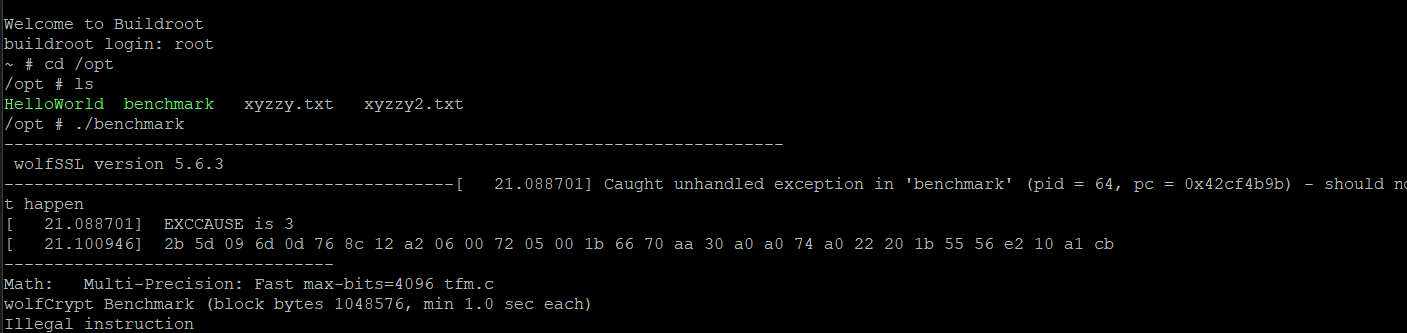 Welcome to Buildroot
buildroot login: root
~ # cd /opt
/opt # ls
HelloWorld  benchmark   xyzzy.txt   xyzzy2.txt
/opt # ./benchmark
------------------------------------------------------------------------------
 wolfSSL version 5.6.3
---------------------------------------------[   21.088701] Caught unhandled exception in 'benchmark' (pid = 64, pc = 0x42cf4b9b) - should no
t happen
[   21.088701]  EXCCAUSE is 3
[   21.100946]  2b 5d 09 6d 0d 76 8c 12 a2 06 00 72 05 00 1b 66 70 aa 30 a0 a0 74 a0 22 20 1b 55 56 e2 10 a1 cb
---------------------------------
Math:   Multi-Precision: Fast max-bits=4096 tfm.c
wolfCrypt Benchmark (block bytes 1048576, min 1.0 sec each)
Illegal instruction